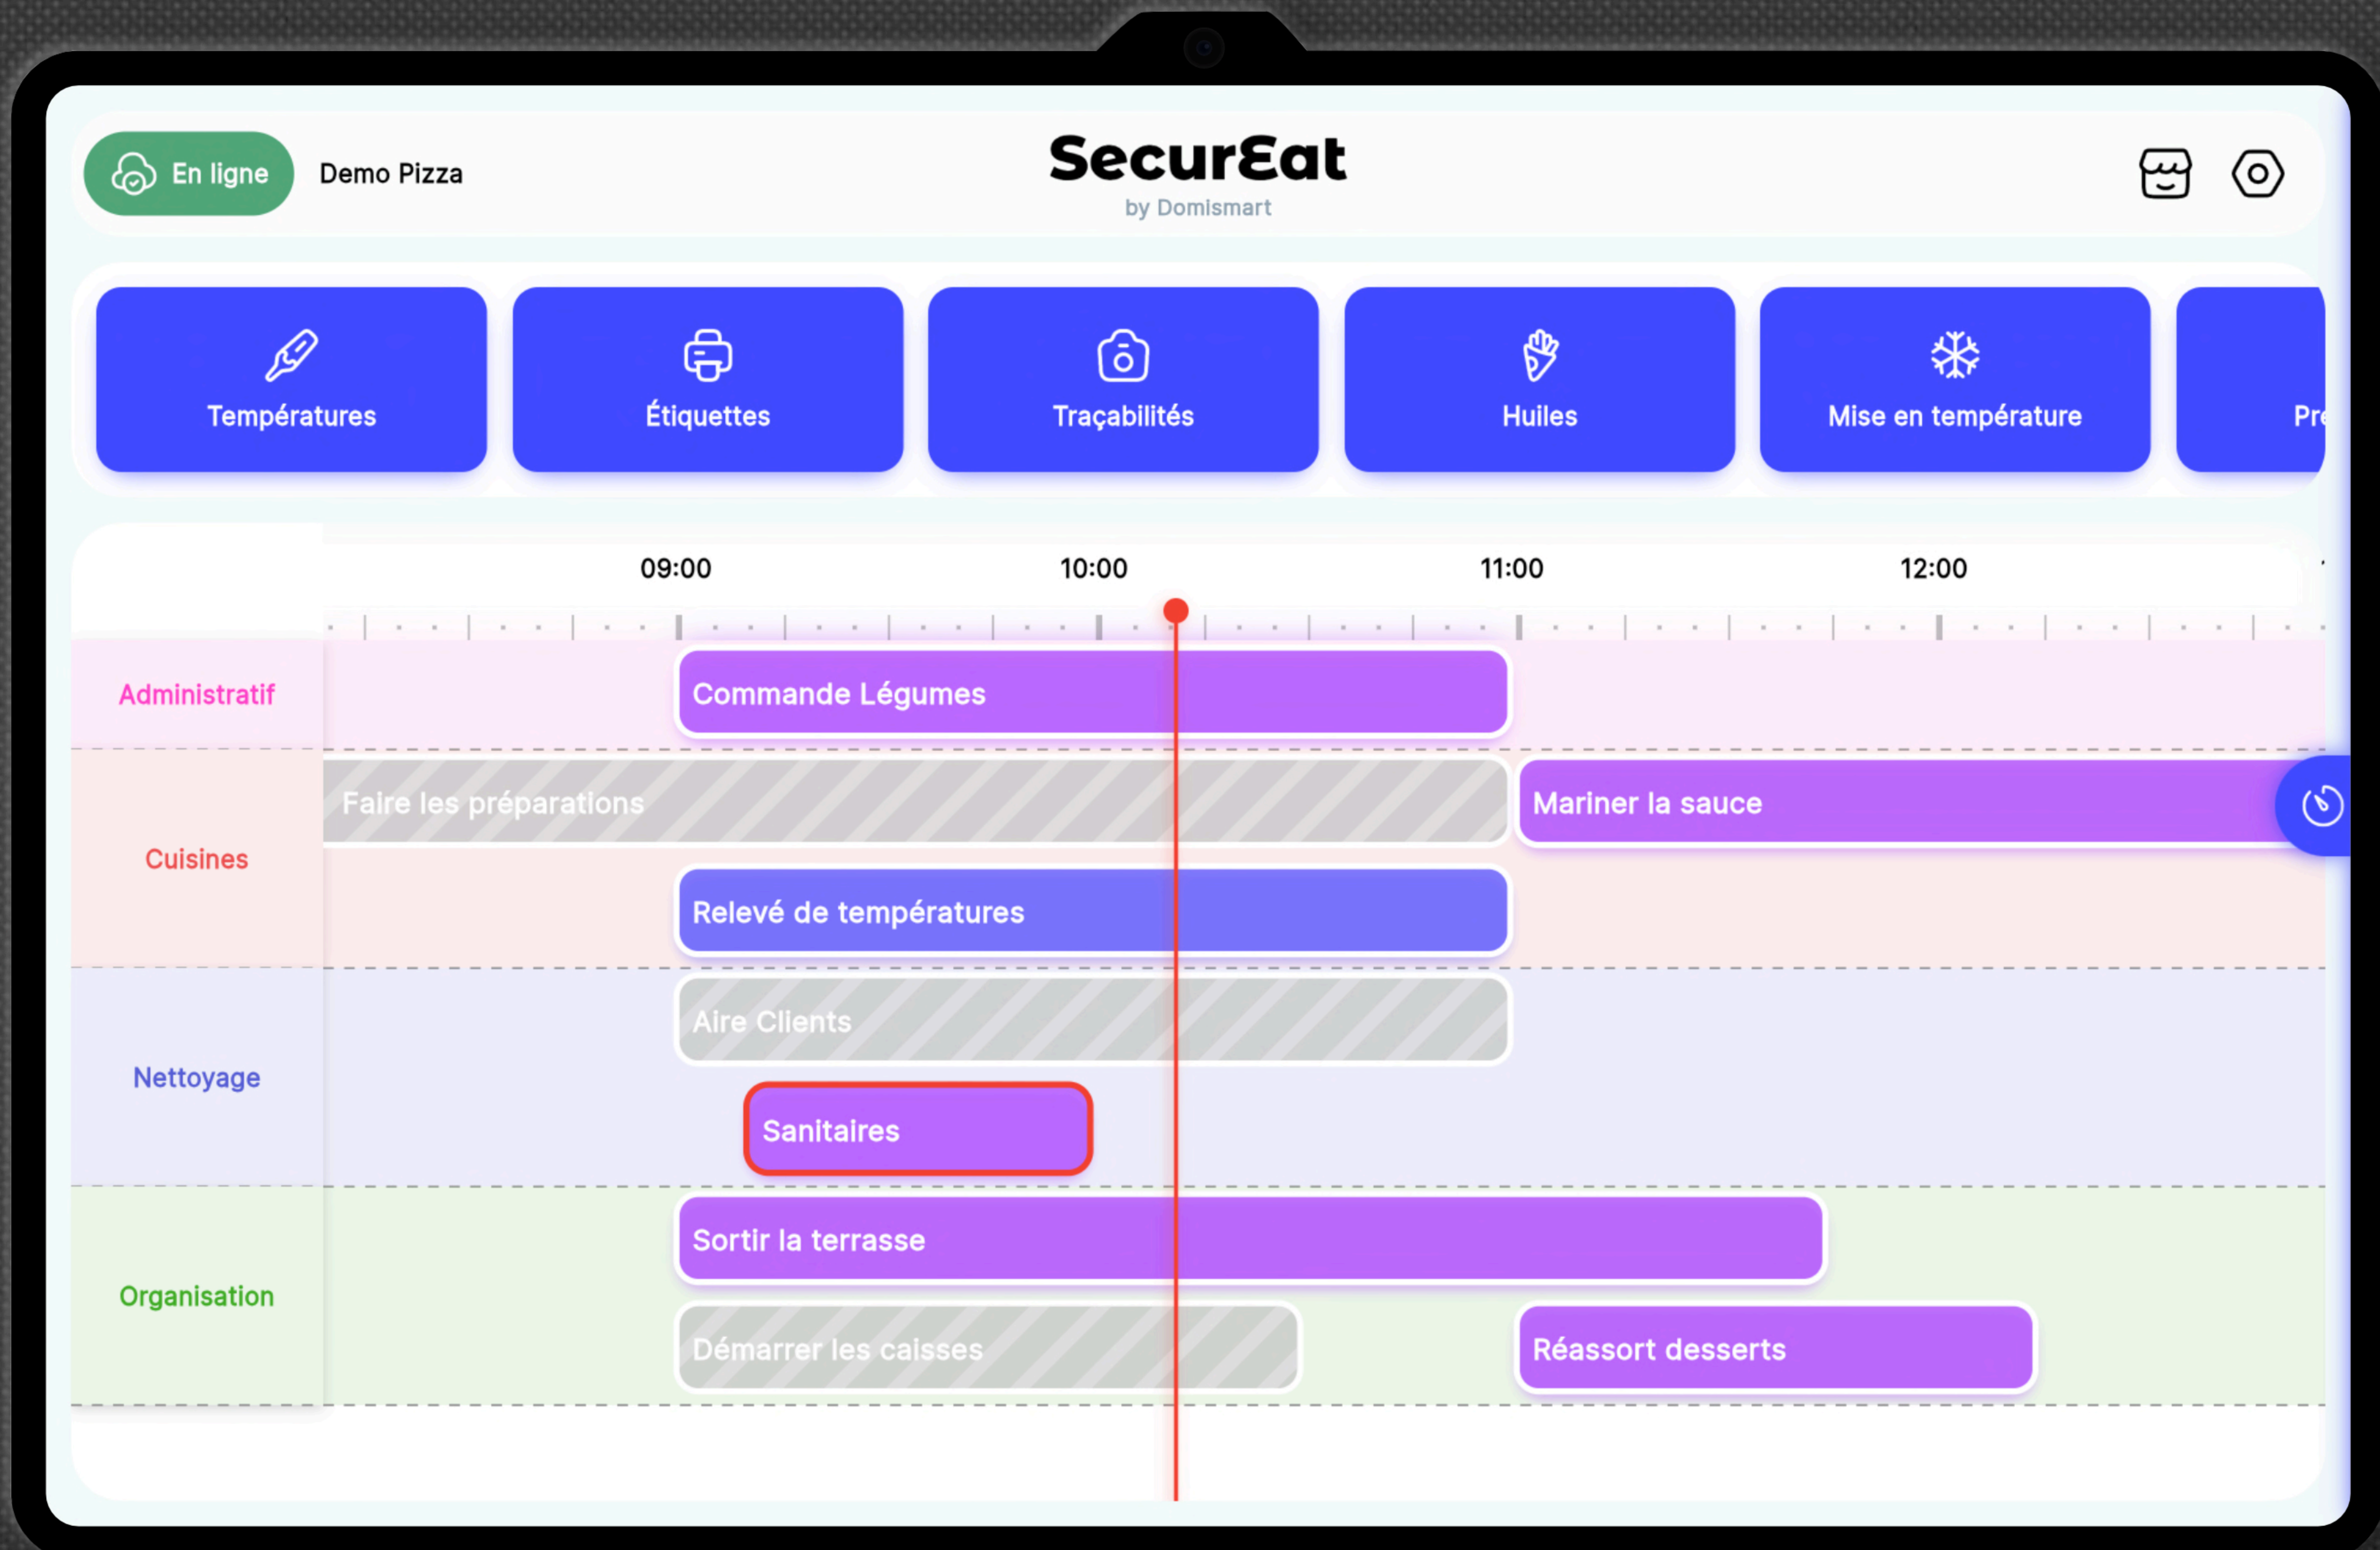 En ligne
Demo Pizza
SecurEat
by Domismart
Températures
Étiquettes
Traçabilités
Huiles
Mise en température
09:00
10:00
11:00
12:00
Administratif
Commande Légumes
Cuisines
Faire les préparations
Mariner la sauce
Relevé de températures
Nettoyage
Aire Clients
Sanitaires
Organisation
Sortir la terrasse
Démarrer les caisses
Réassort desserts